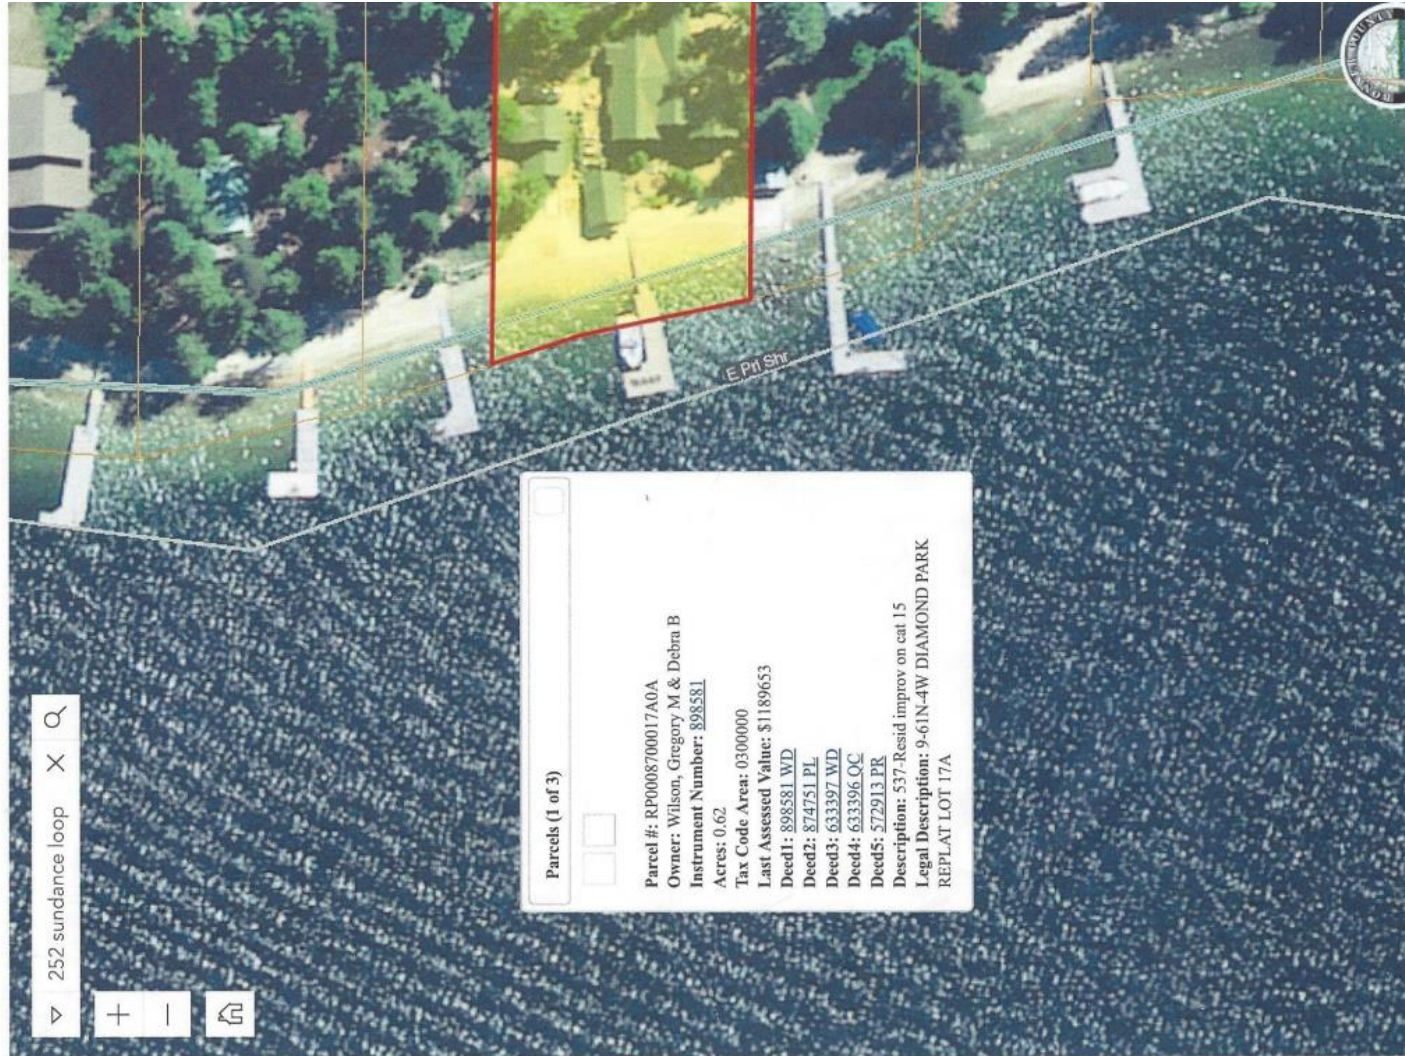 252 sundance loop
E Pri Shr
Parcels (1 of 3)
Parcel #: RP00087000017A0A
Owner: Wilson, Gregory M & Debra B
Instrument Number: 898581
Acres: 0.62
Tax Code Area: 0300000
Last Assessed Value: $1189653
Deed1: 898581 WD
Deed2: 874751 PL
Deed3: 633397 WD
Deed4: 633396 QC
Deed5: 572913 PR
Description: 537-Resid improv on cat 15
Legal Description: 9-61N-4W DIAMOND PARK
REPLAT LOT 17A
BONNER COUNTY